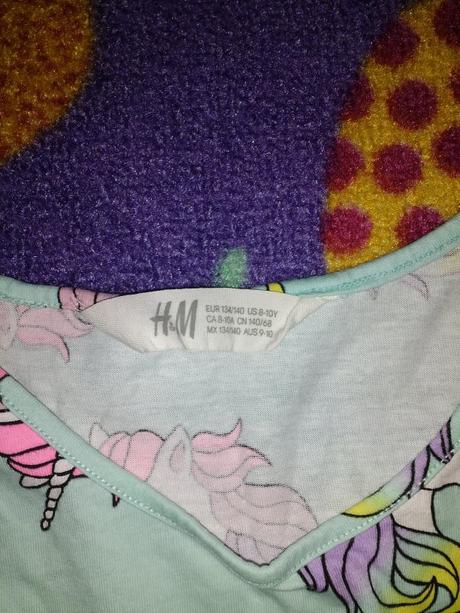 H&M
EUR 134/140 US 8-10Y
CA 8-10A CN 140/68
MX 134/140 AUS 9-10